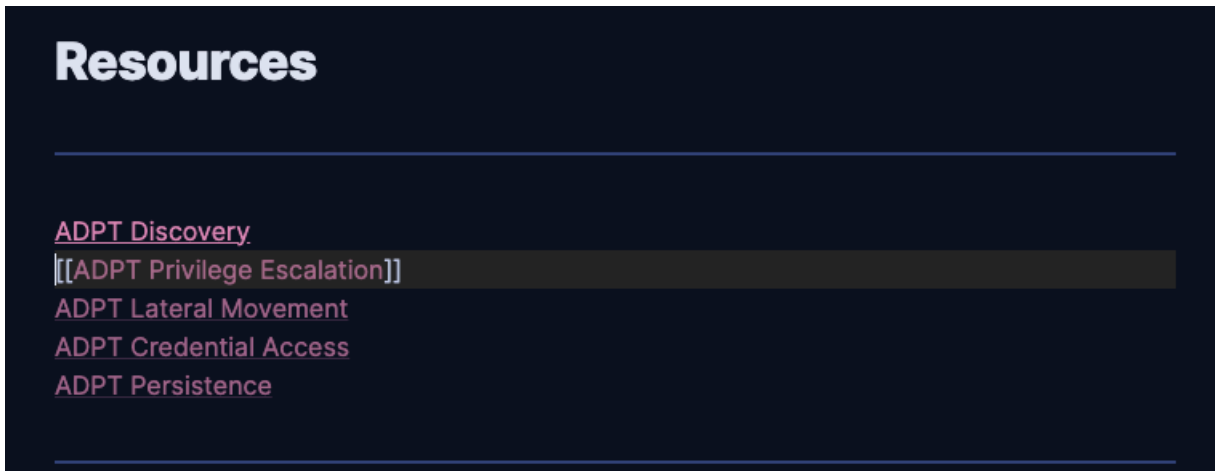 Resources
ADPT Discovery
[[ADPT Privilege Escalation]]
ADPT Lateral Movement
ADPT Credential Access
ADPT Persistence